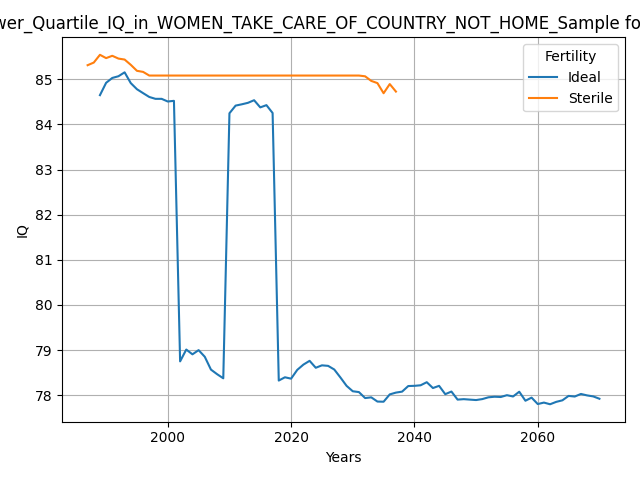 wer_Quartile_IQ_in_WOMEN_TAKE_CARE_OF_COUNTRY_NOT_HOME_Sample fo
Fertility
Ideal
Sterile
85
84
83
82
81
80
79
78
IQ
2000 2020 2040 2060
Years